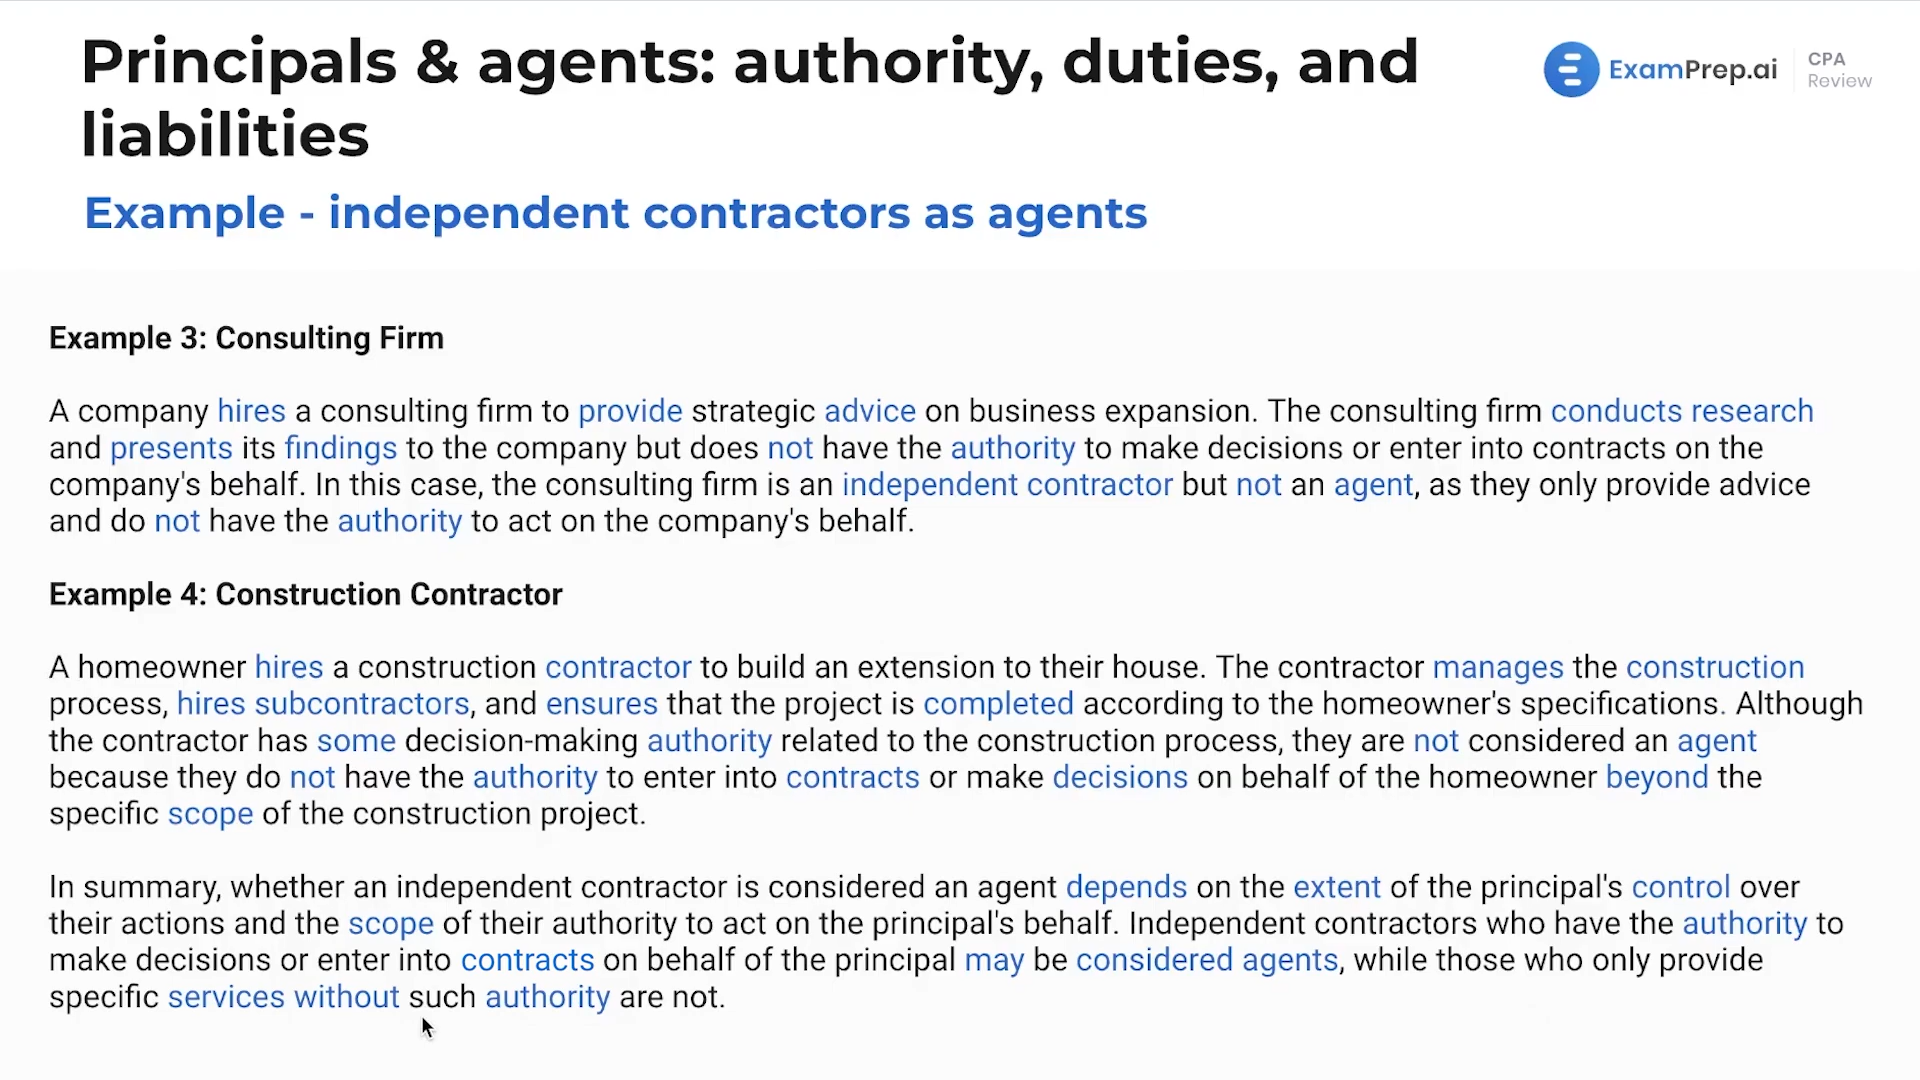 Principals & agents: authority, duties, and
liabilities
ExamPrep.ai
CPA
Review
Example - independent contractors as agents
Example 3: Consulting Firm
A company hires a consulting firm to provide strategic advice on business expansion. The consulting firm conducts research
and presents its findings to the company but does not have the authority to make decisions or enter into contracts on the
company's behalf. In this case, the consulting firm is an independent contractor but not an agent, as they only provide advice
and do not have the authority to act on the company's behalf.
Example 4: Construction Contractor
A homeowner hires a construction contractor to build an extension to their house. The contractor manages the construction
process, hires subcontractors, and ensures that the project is completed according to the homeowner's specifications. Although
the contractor has some decision-making authority related to the construction process, they are not considered an agent
because they do not have the authority to enter into contracts or make decisions on behalf of the homeowner beyond the
specific scope of the construction project.
In summary, whether an independent contractor is considered an agent depends on the extent of the principal's control over
their actions and the scope of their authority to act on the principal's behalf. Independent contractors who have the authority to
make decisions or enter into contracts on behalf of the principal may be considered agents, while those who only provide
specific services without such authority are not.